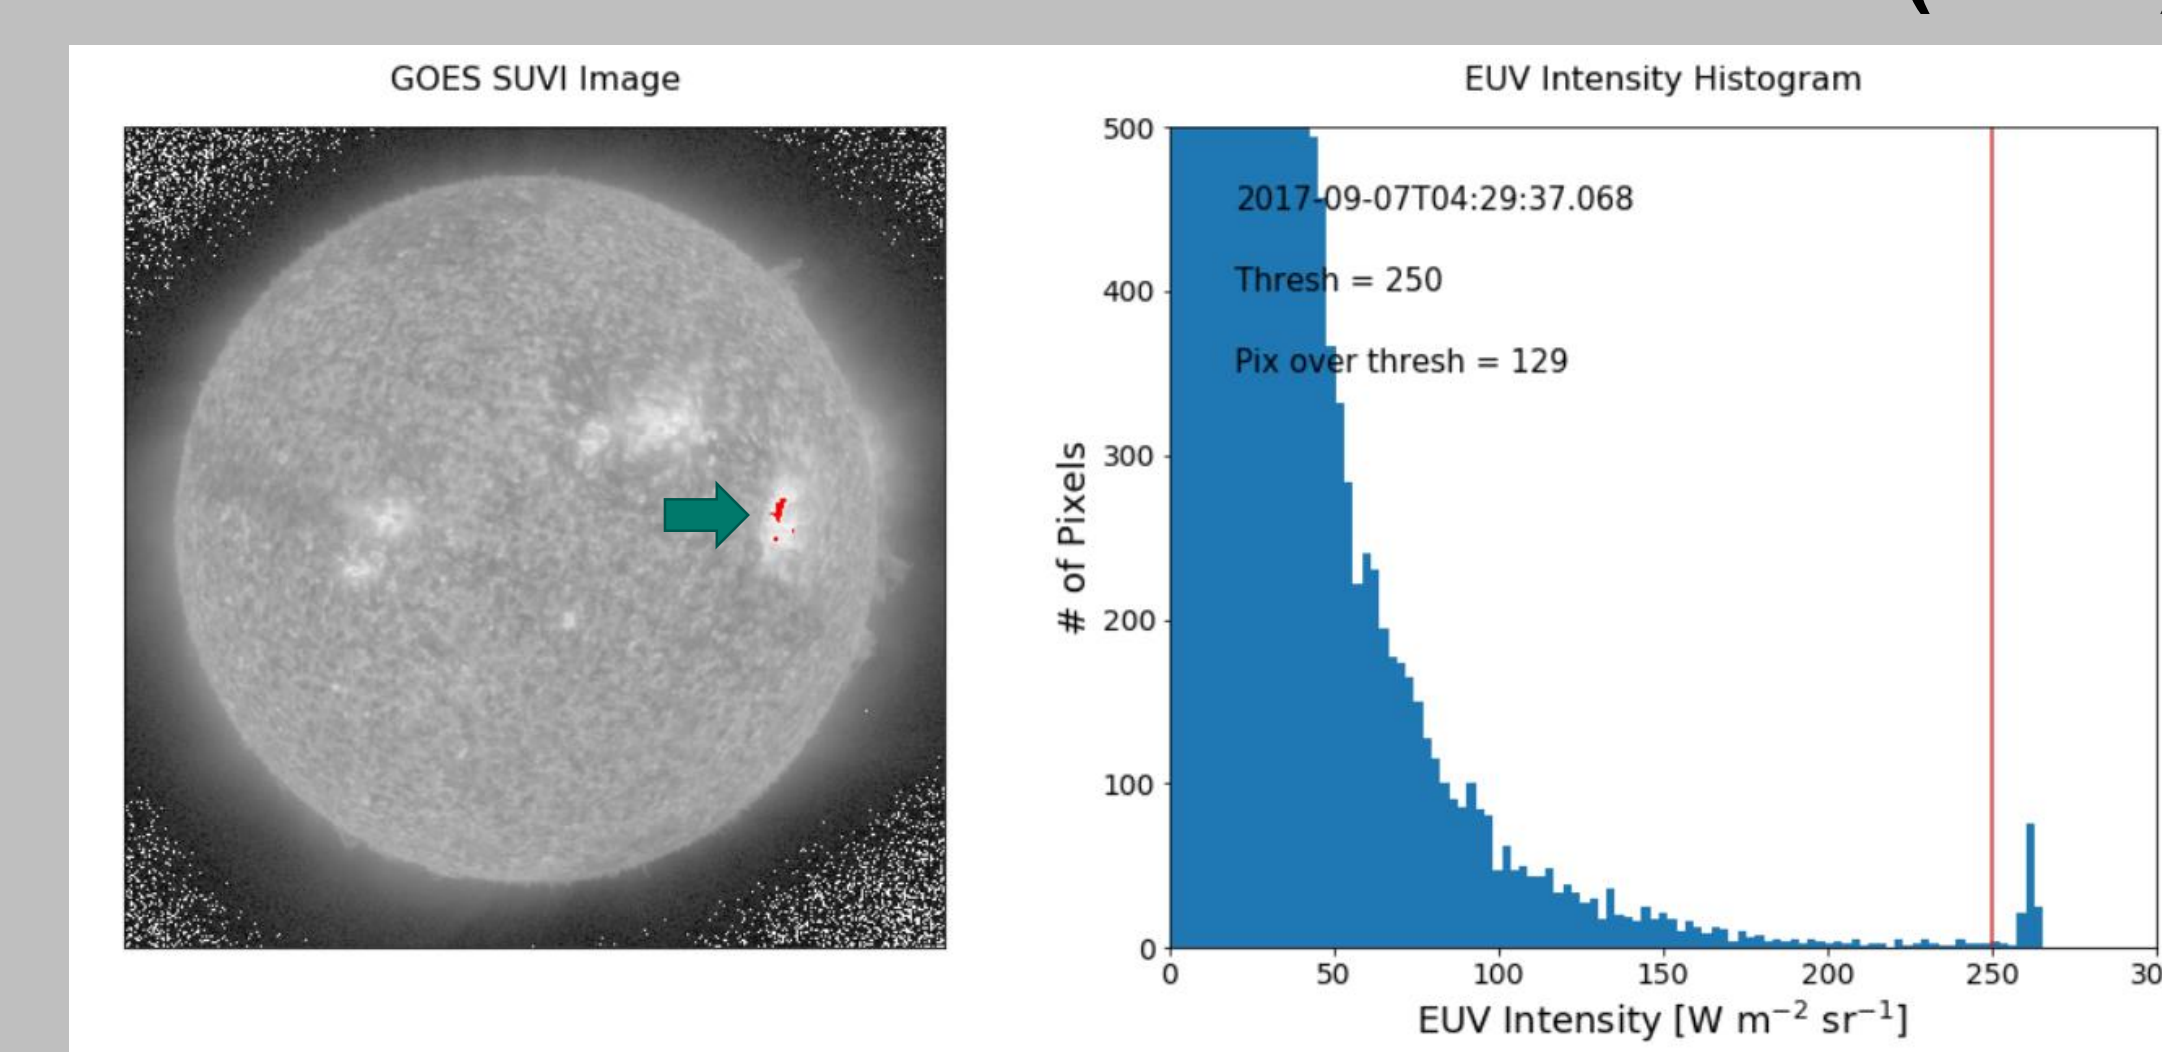 GOES SUVI Image
EUV Intensity Histogram
500
400
300
200
100
0
# of Pixels
2017-09-07T04:29:37.068
Thresh = 250
Pix over thresh = 129
0 50 100 150 200 250 30
EUV Intensity [W m⁻² sr⁻¹]